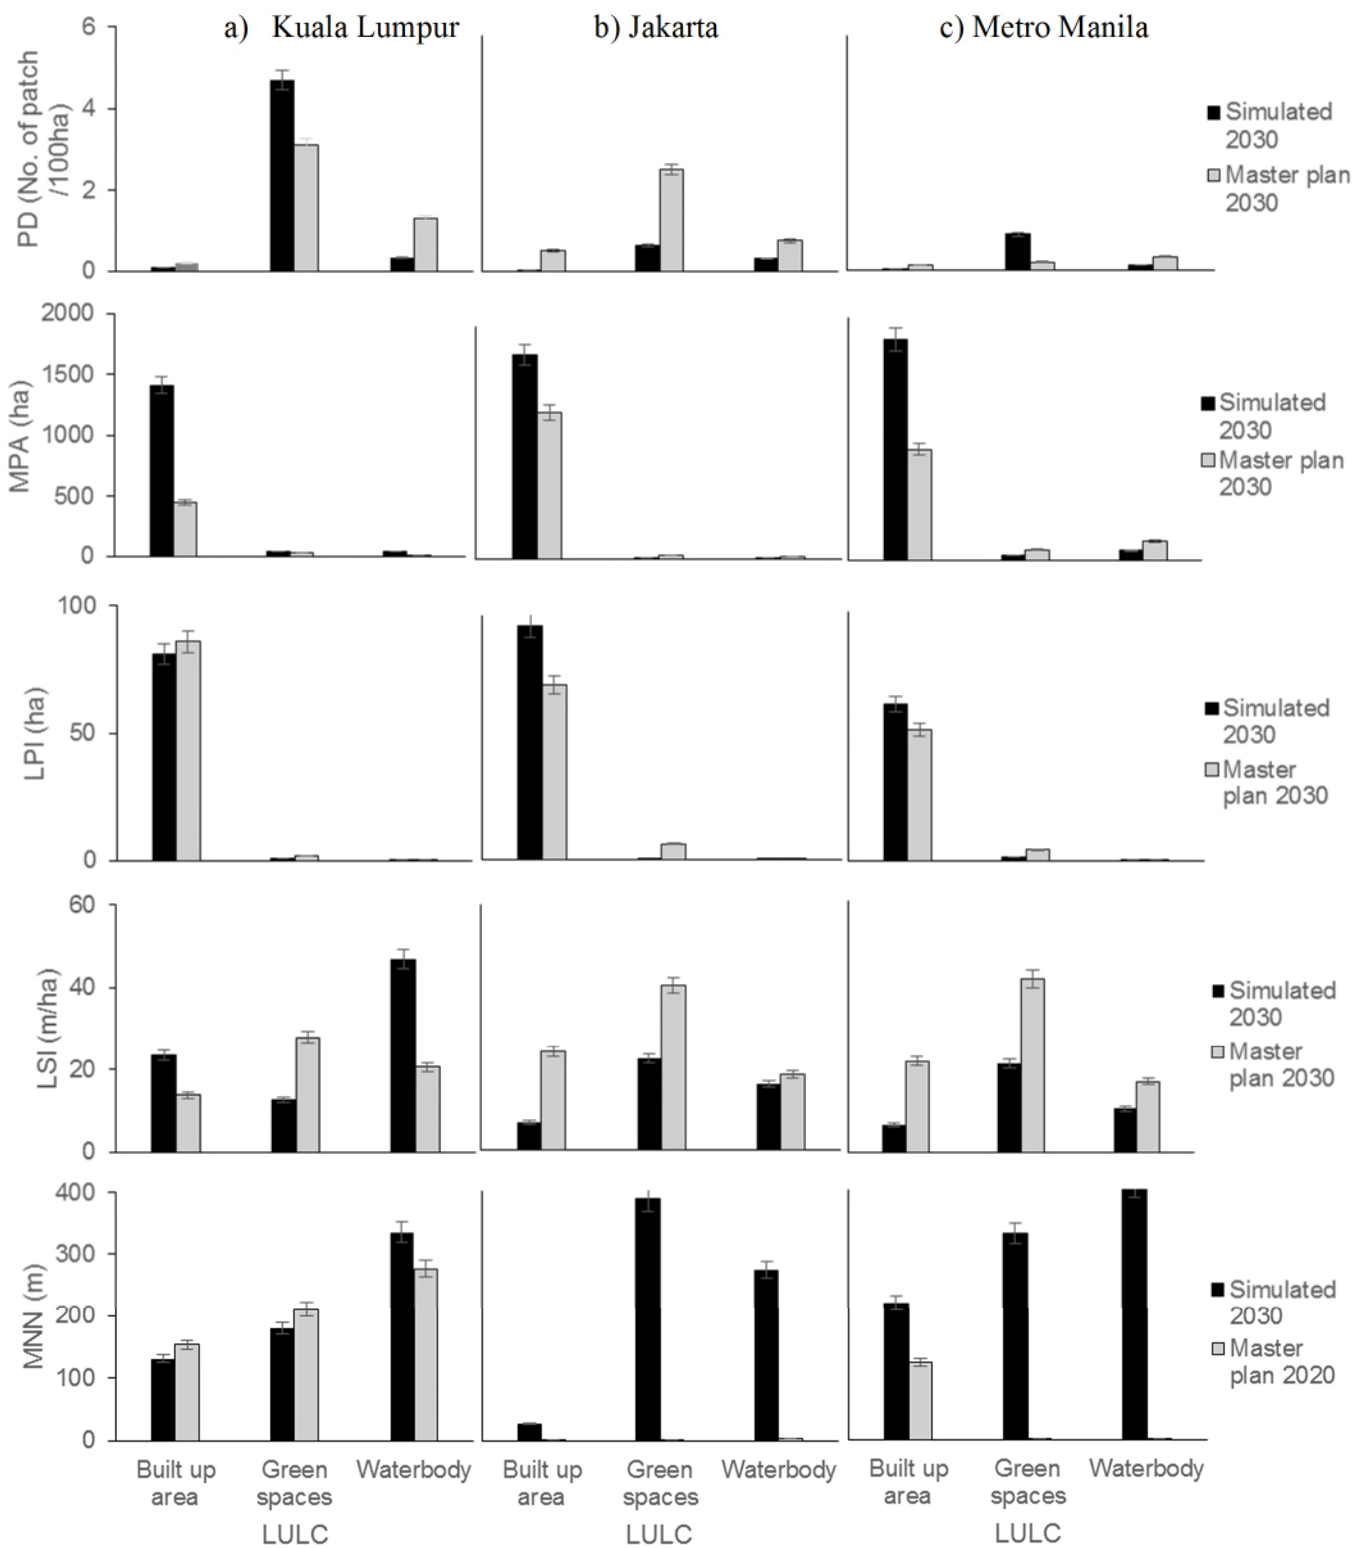 a) Kuala Lumpur
b) Jakarta
c) Metro Manila
PD (No. of patch
/100ha)
6
4
2
0
Simulated
2030
Master plan
2030
MPA (ha)
2000
1500
1000
500
0
Simulated
2030
Master plan
2030
LPI (ha)
100
50
0
Simulated
2030
Master
plan 2030
LSI (m/ha)
60
40
20
0
Simulated
2030
Master
plan 2030
MNN (m)
400
300
200
100
0
Simulated
2030
Master
plan 2020
Built up
area
Green
spaces
Waterbody
LULC
Built up
area
Green
spaces
Waterbody
LULC
Built up
area
Green
spaces
Waterbody
LULC